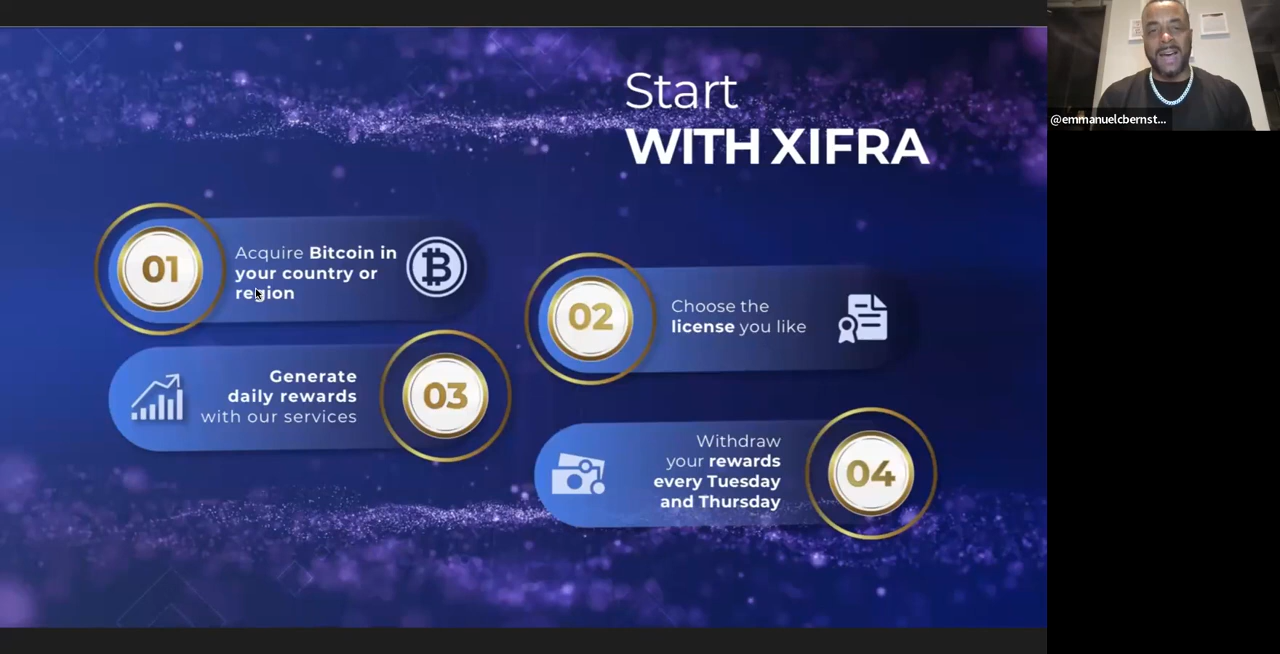 Start
WITH XIFRA
01
Acquire Bitcoin in
your country or
region
02
Choose the
license you like
Generate
daily rewards
with our services
03
Withdraw
your rewards
every Tuesday
and Thursday
04
@emmanuelcbernst...